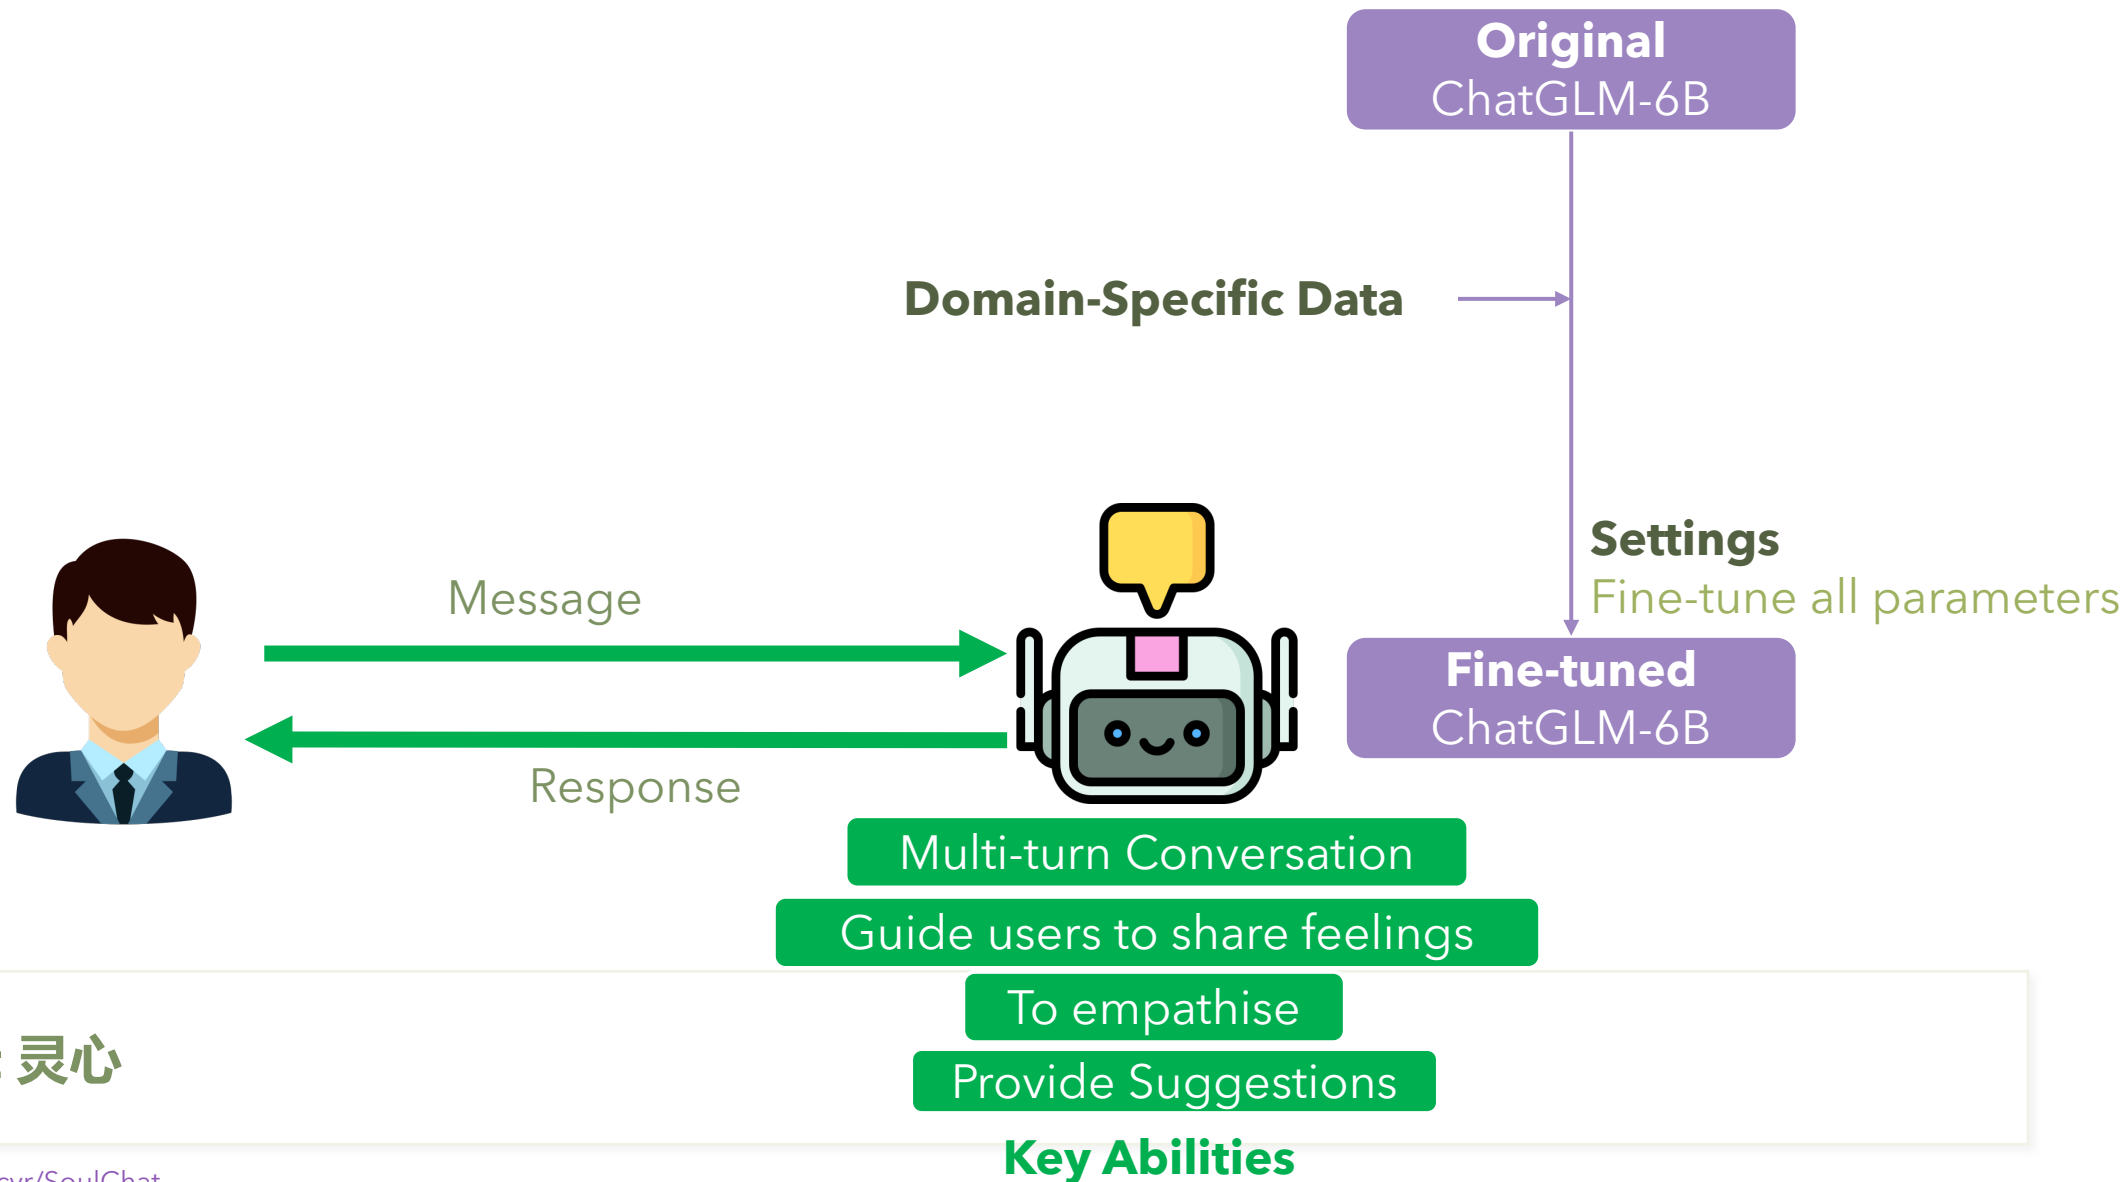 Original
ChatGLM-6B
Domain-Specific Data
Settings
Fine-tune all parameters
Message
Fine-tuned
ChatGLM-6B
Response
Multi-turn Conversation
Guide users to share feelings
To empathise
灵心
Provide Suggestions
Key Abilities
/SoulChat